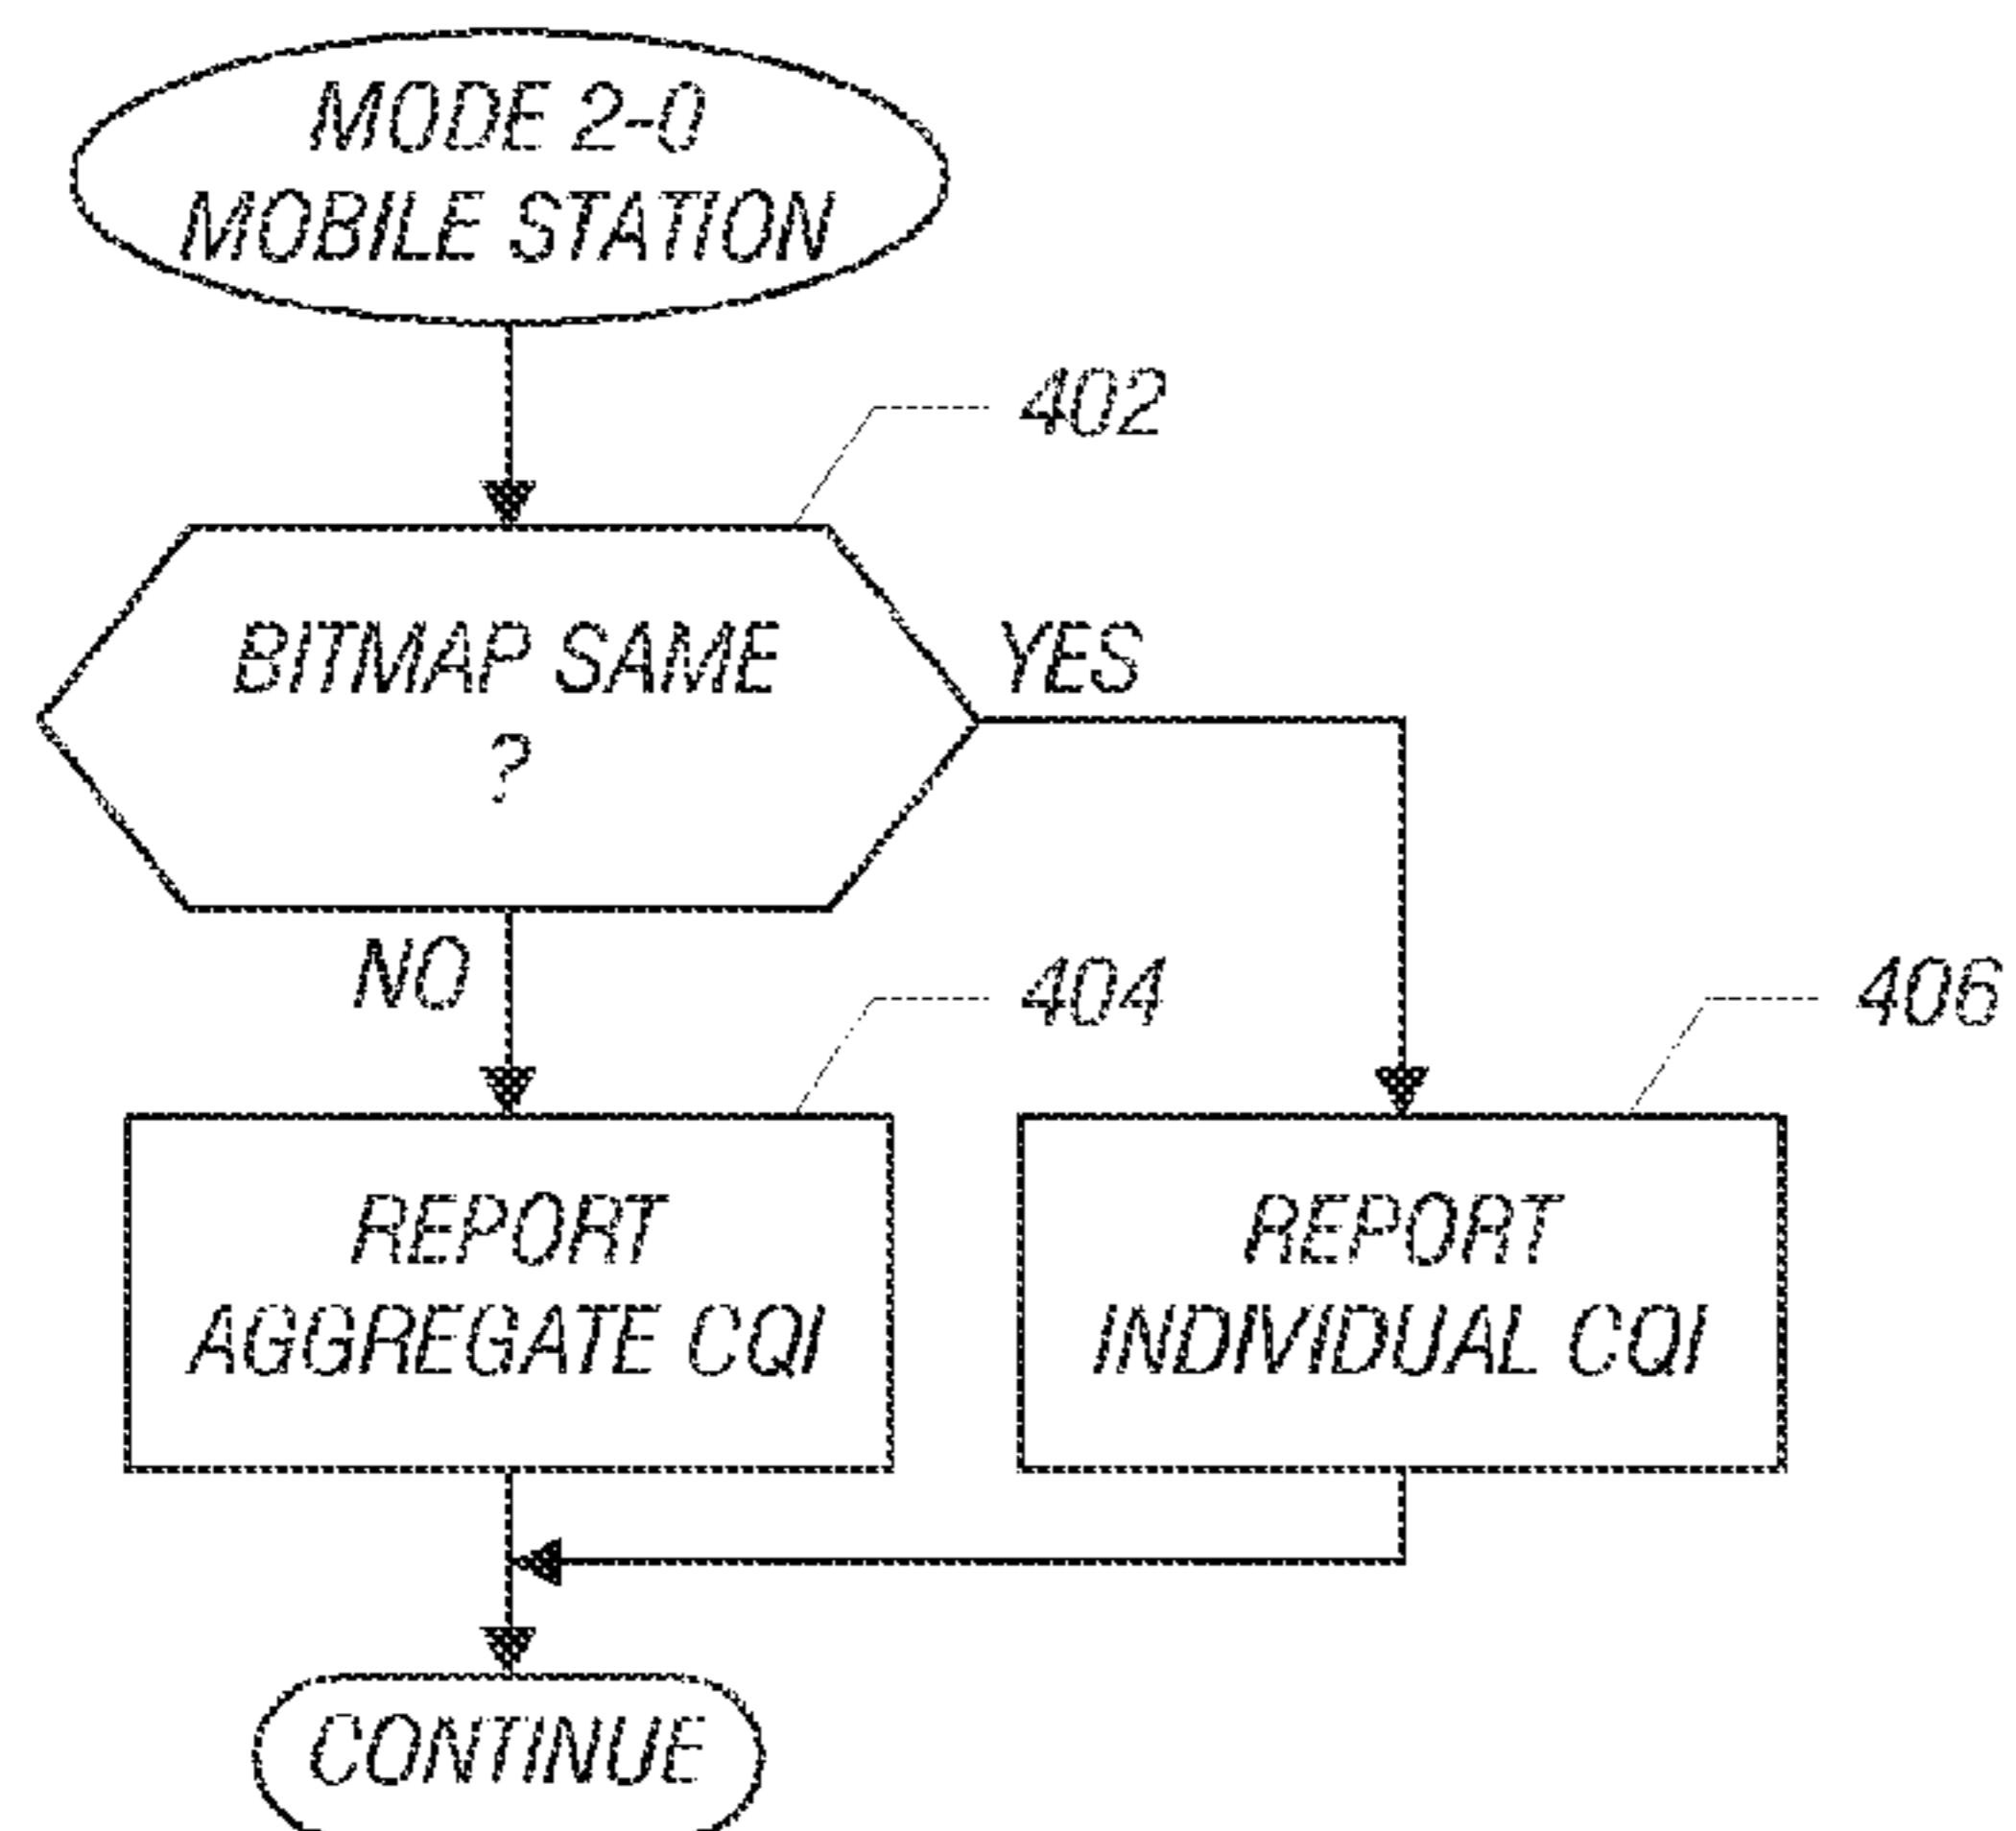 MODE 2-0
MOBILE STATION
402
BITMAP SAME
?
YES
NO
404
406
REPORT
AGGREGATE CQI
REPORT
INDIVIDUAL CQI
CONTINUE